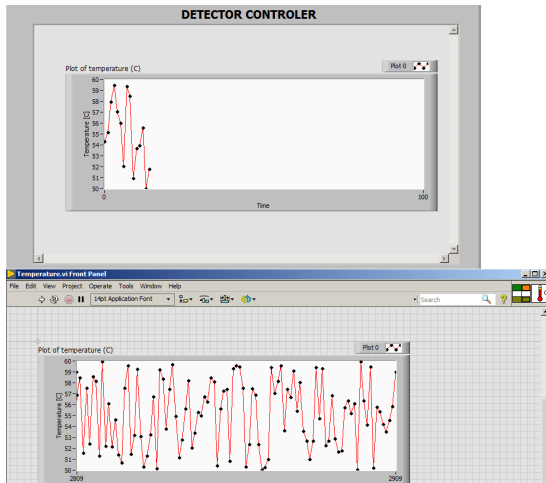 DETECTOR CONTROLER
Plot of temperature (C)
Plot 0
Temperature [C]
60
59
58
57
56
55
54
53
52
51
50
0
100
Time
Temperature.vi Front Panel
File Edit View Project Operate Tools Window Help
14pt Application Font
Search
Plot of temperature (C)
Plot 0
Temperature [C]
60
59
58
57
56
55
54
53
52
51
50
2809
2909